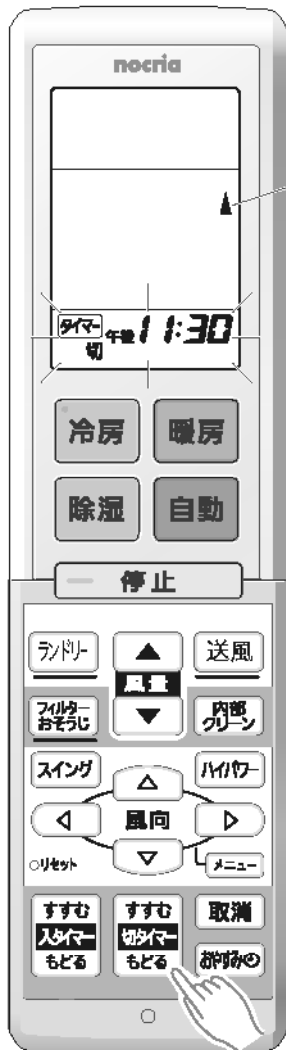 nocria
タイマー 午後 11:30
切
冷房 暖房
除湿 自動
停止
ランドリー 送風
風量
フィルター 内部
おそうじ クリーン
スイング ハイパワー
風向
リセット メニュー
すすむ すすむ 取消
入タイマー 切タイマー
もどる もどる おやすみ